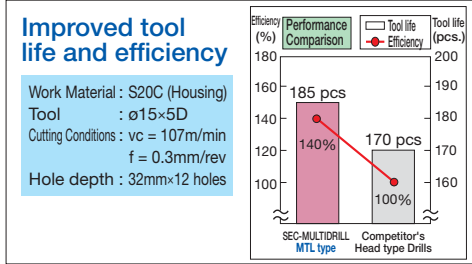 Improved tool
life and efficiency
Work Material : S20C (Housing)
Tool : ø15×5D
Cutting Conditions : vc = 107m/min
f = 0.3mm/rev
Hole depth : 32mm×12 holes
Efficiency
(%)
Performance
Comparison
Tool life
Efficiency
Tool life
(pcs.)
180
160
140
120
100
200
190
180
170
160
185 pcs
140%
170 pcs
100%
SEC-MULTIDRILL
MTL type
Competitor's
Head type Drills